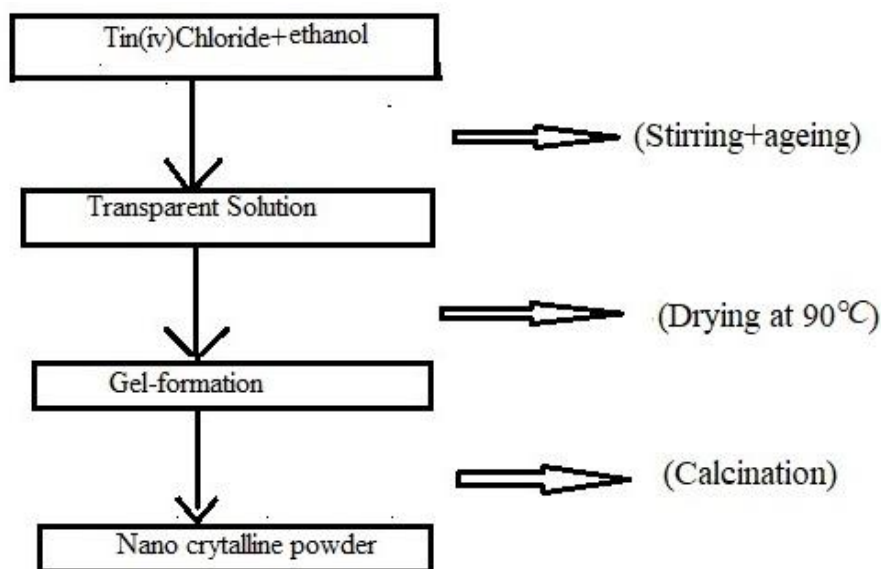 Tin(iv)Chloride+ethanol
(Stirring+ageing)
Transparent Solution
(Drying at 90℃)
Gel-formation
(Calcination)
Nano crytalline powder